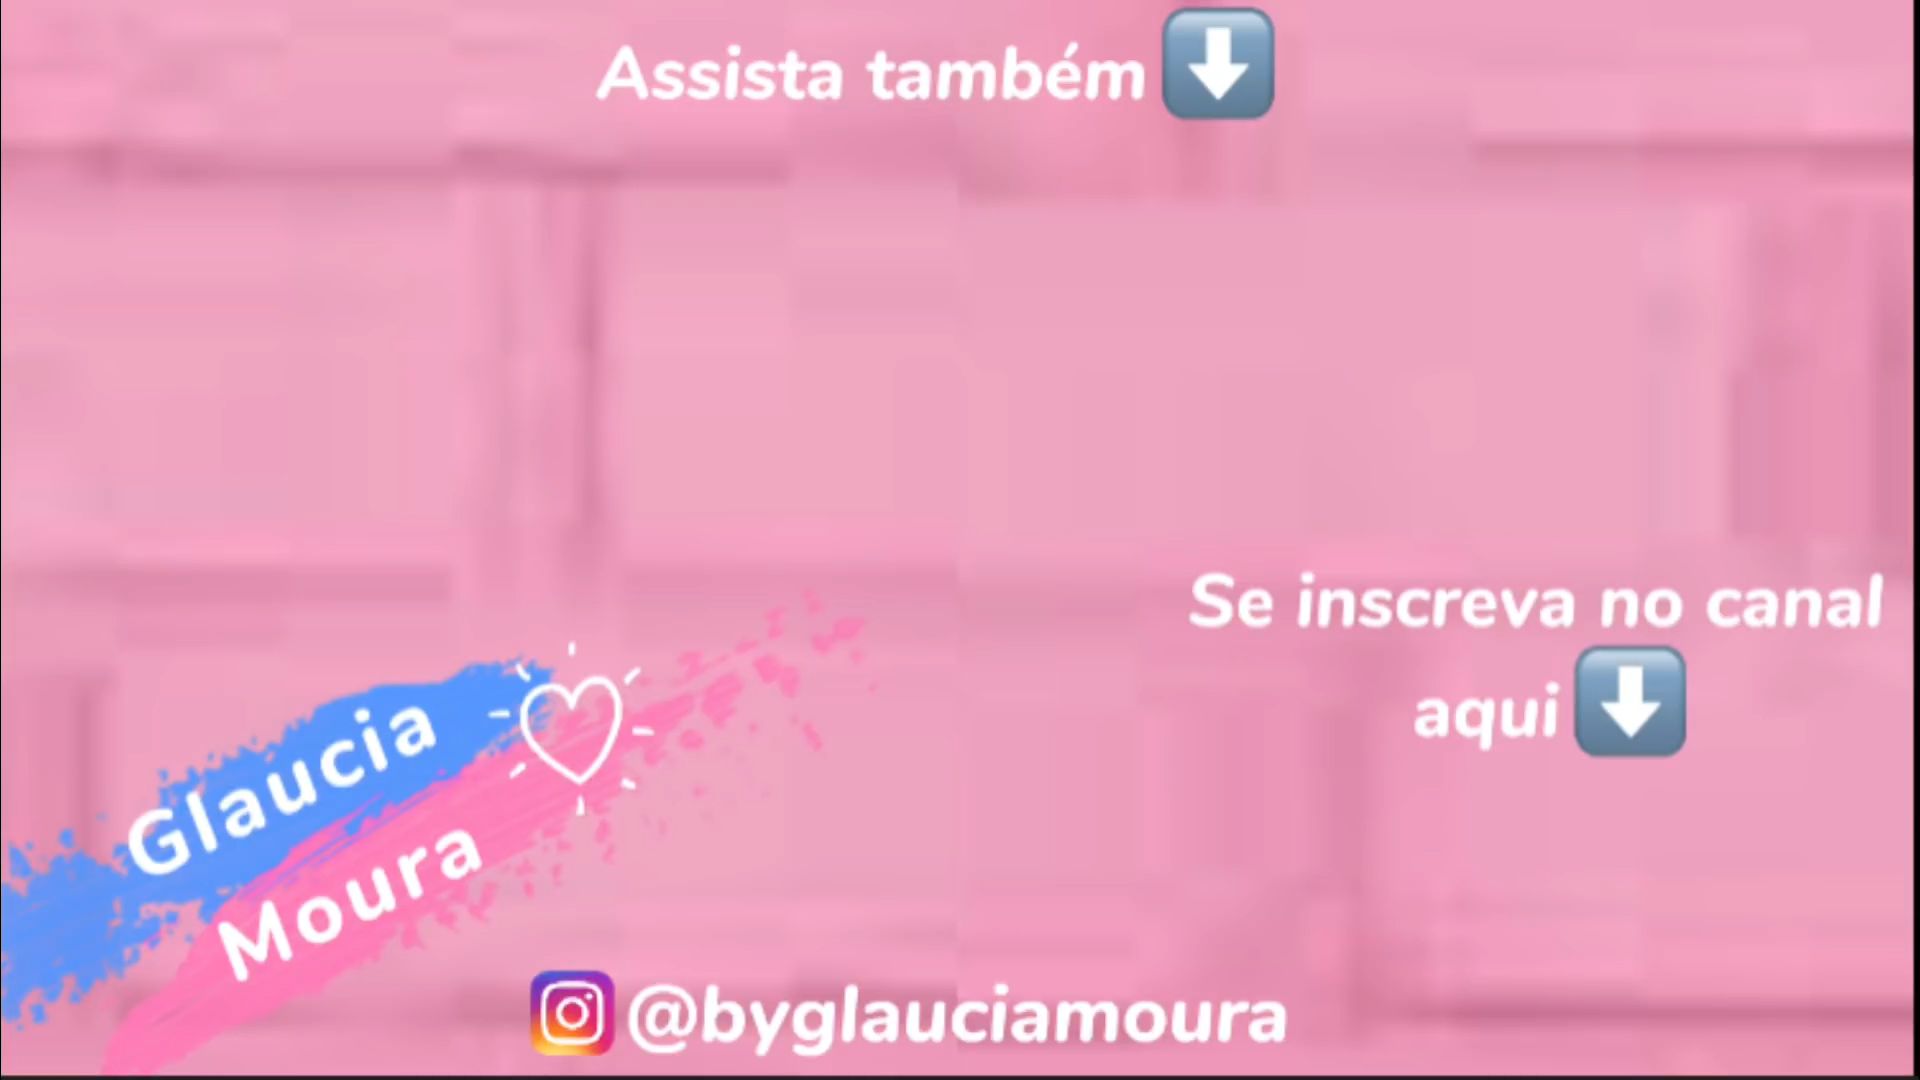 Assista também ⬇️
Se inscreva no canal
aqui ⬇️
Glaucia
Moura
@byglauciamoura